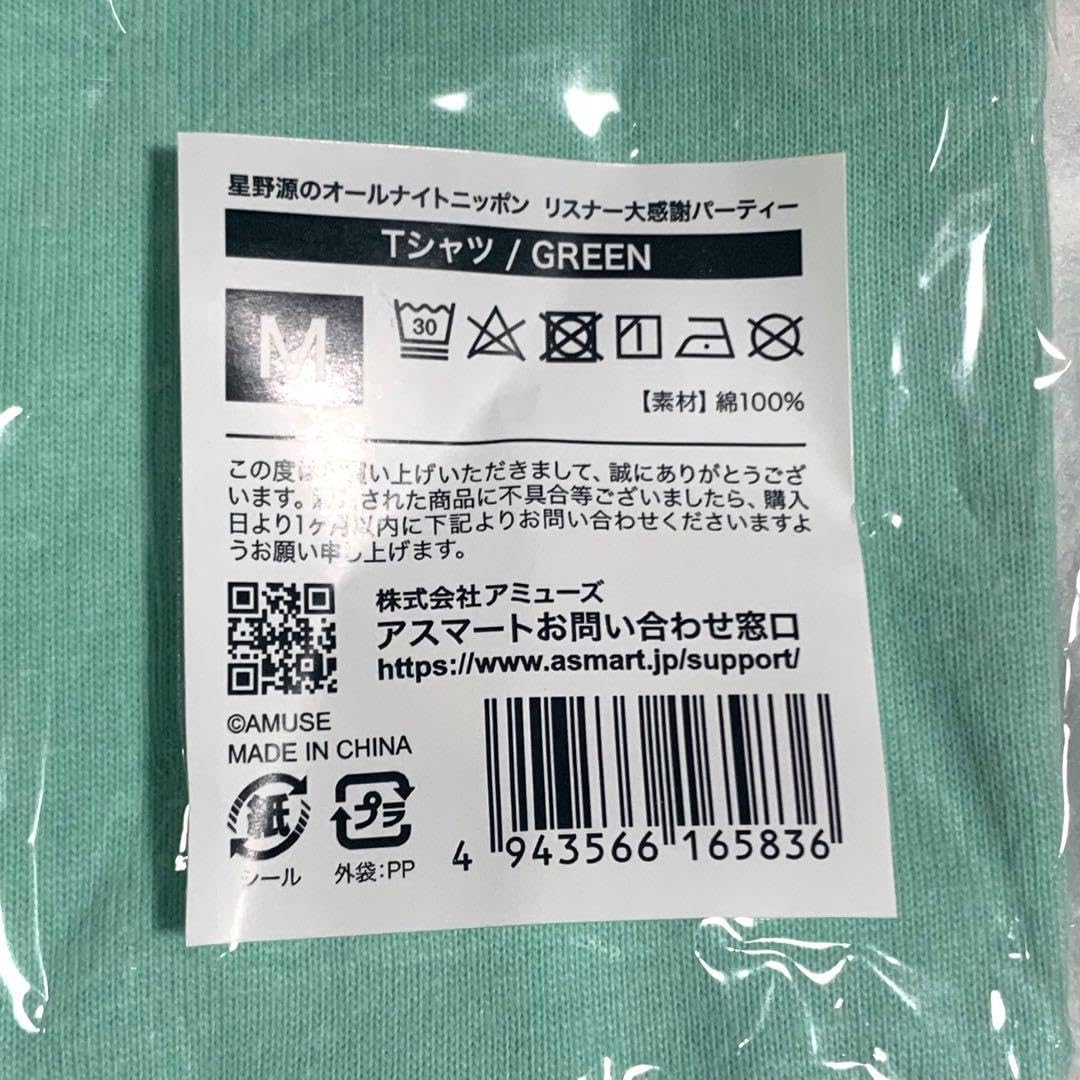 星野源のオールナイトニッポン リスナー大感謝パーティー
Tシャツ / GREEN
M
30
【素材】綿100%
この度は 買い上げいただきまして、誠にありがとうござ
います。 された商品に不具合等ございましたら、購入
日より1ヶ月以内に下記よりお問い合わせくださいますよ
うお願い申し上げます。
株式会社アミューズ
アスマートお問い合わせ窓口
https://www.asmart.jp/support/
©AMUSE
MADE IN CHINA
紙 プラ
シール 外袋:PP
4 943566 165836